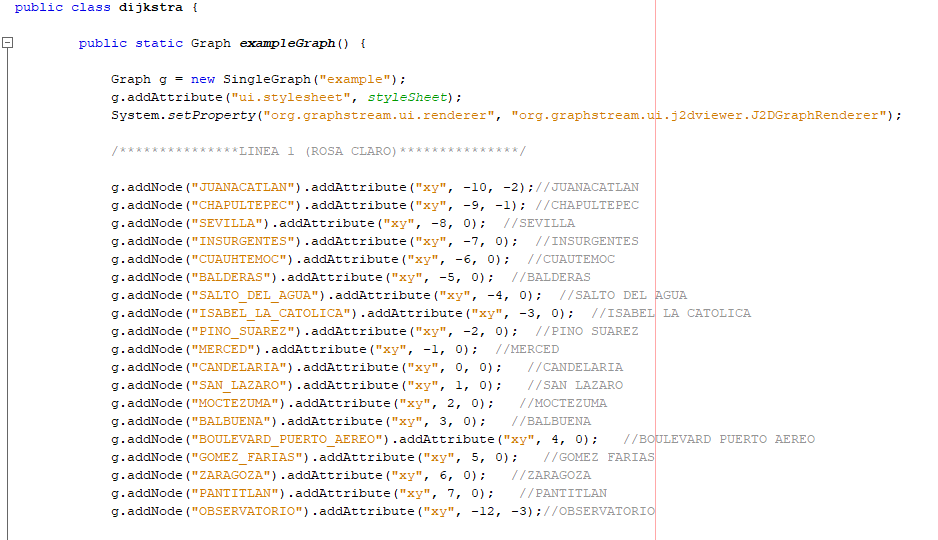 public class dijkstra {
public static Graph exampleGraph() {
Graph g = new SingleGraph("example");
g.addAttribute("ui.stylesheet", styleSheet);
System.setProperty("org.graphstream.ui.renderer", "org.graphstream.ui.j2dviewer.J2DGraphRenderer");
/***************LINEA 1 (ROSA CLARO)***************/
g.addNode("JUANACATLAN").addAttribute("xy", -10, -2);//JUANACATLAN
g.addNode("CHAPULTEPEC").addAttribute("xy", -9, -1); //CHAPULTEPEC
g.addNode("SEVILLA").addAttribute("xy", -8, 0);  //SEVILLA
g.addNode("INSURGENTES").addAttribute("xy", -7, 0);  //INSURGENTES
g.addNode("CUAUHTEMOC").addAttribute("xy", -6, 0);  //CUAUTEMOC
g.addNode("BALDERAS").addAttribute("xy", -5, 0);  //BALDERAS
g.addNode("SALTO_DEL_AGUA").addAttribute("xy", -4, 0);  //SALTO DEL AGUA
g.addNode("ISABEL_LA_CATOLICA").addAttribute("xy", -3, 0);  //ISABEL LA CATOLICA
g.addNode("PINO_SUAREZ").addAttribute("xy", -2, 0);  //PINO SUAREZ
g.addNode("MERCED").addAttribute("xy", -1, 0);  //MERCED
g.addNode("CANDELARIA").addAttribute("xy", 0, 0);   //CANDELARIA
g.addNode("SAN_LAZARO").addAttribute("xy", 1, 0);   //SAN LAZARO
g.addNode("MOCTEZUMA").addAttribute("xy", 2, 0);   //MOCTEZUMA
g.addNode("BALBUENA").addAttribute("xy", 3, 0);   //BALBUENA
g.addNode("BOULEVARD_PUERTO_AEREO").addAttribute("xy", 4, 0);   //BOULEVARD PUERTO AEREO
g.addNode("GOMEZ_FARIAS").addAttribute("xy", 5, 0);   //GOMEZ FARIAS
g.addNode("ZARAGOZA").addAttribute("xy", 6, 0);   //ZARAGOZA
g.addNode("PANTITLAN").addAttribute("xy", 7, 0);   //PANTITLAN
g.addNode("OBSERVATORIO").addAttribute("xy", -12, -3);//OBSERVATORIO